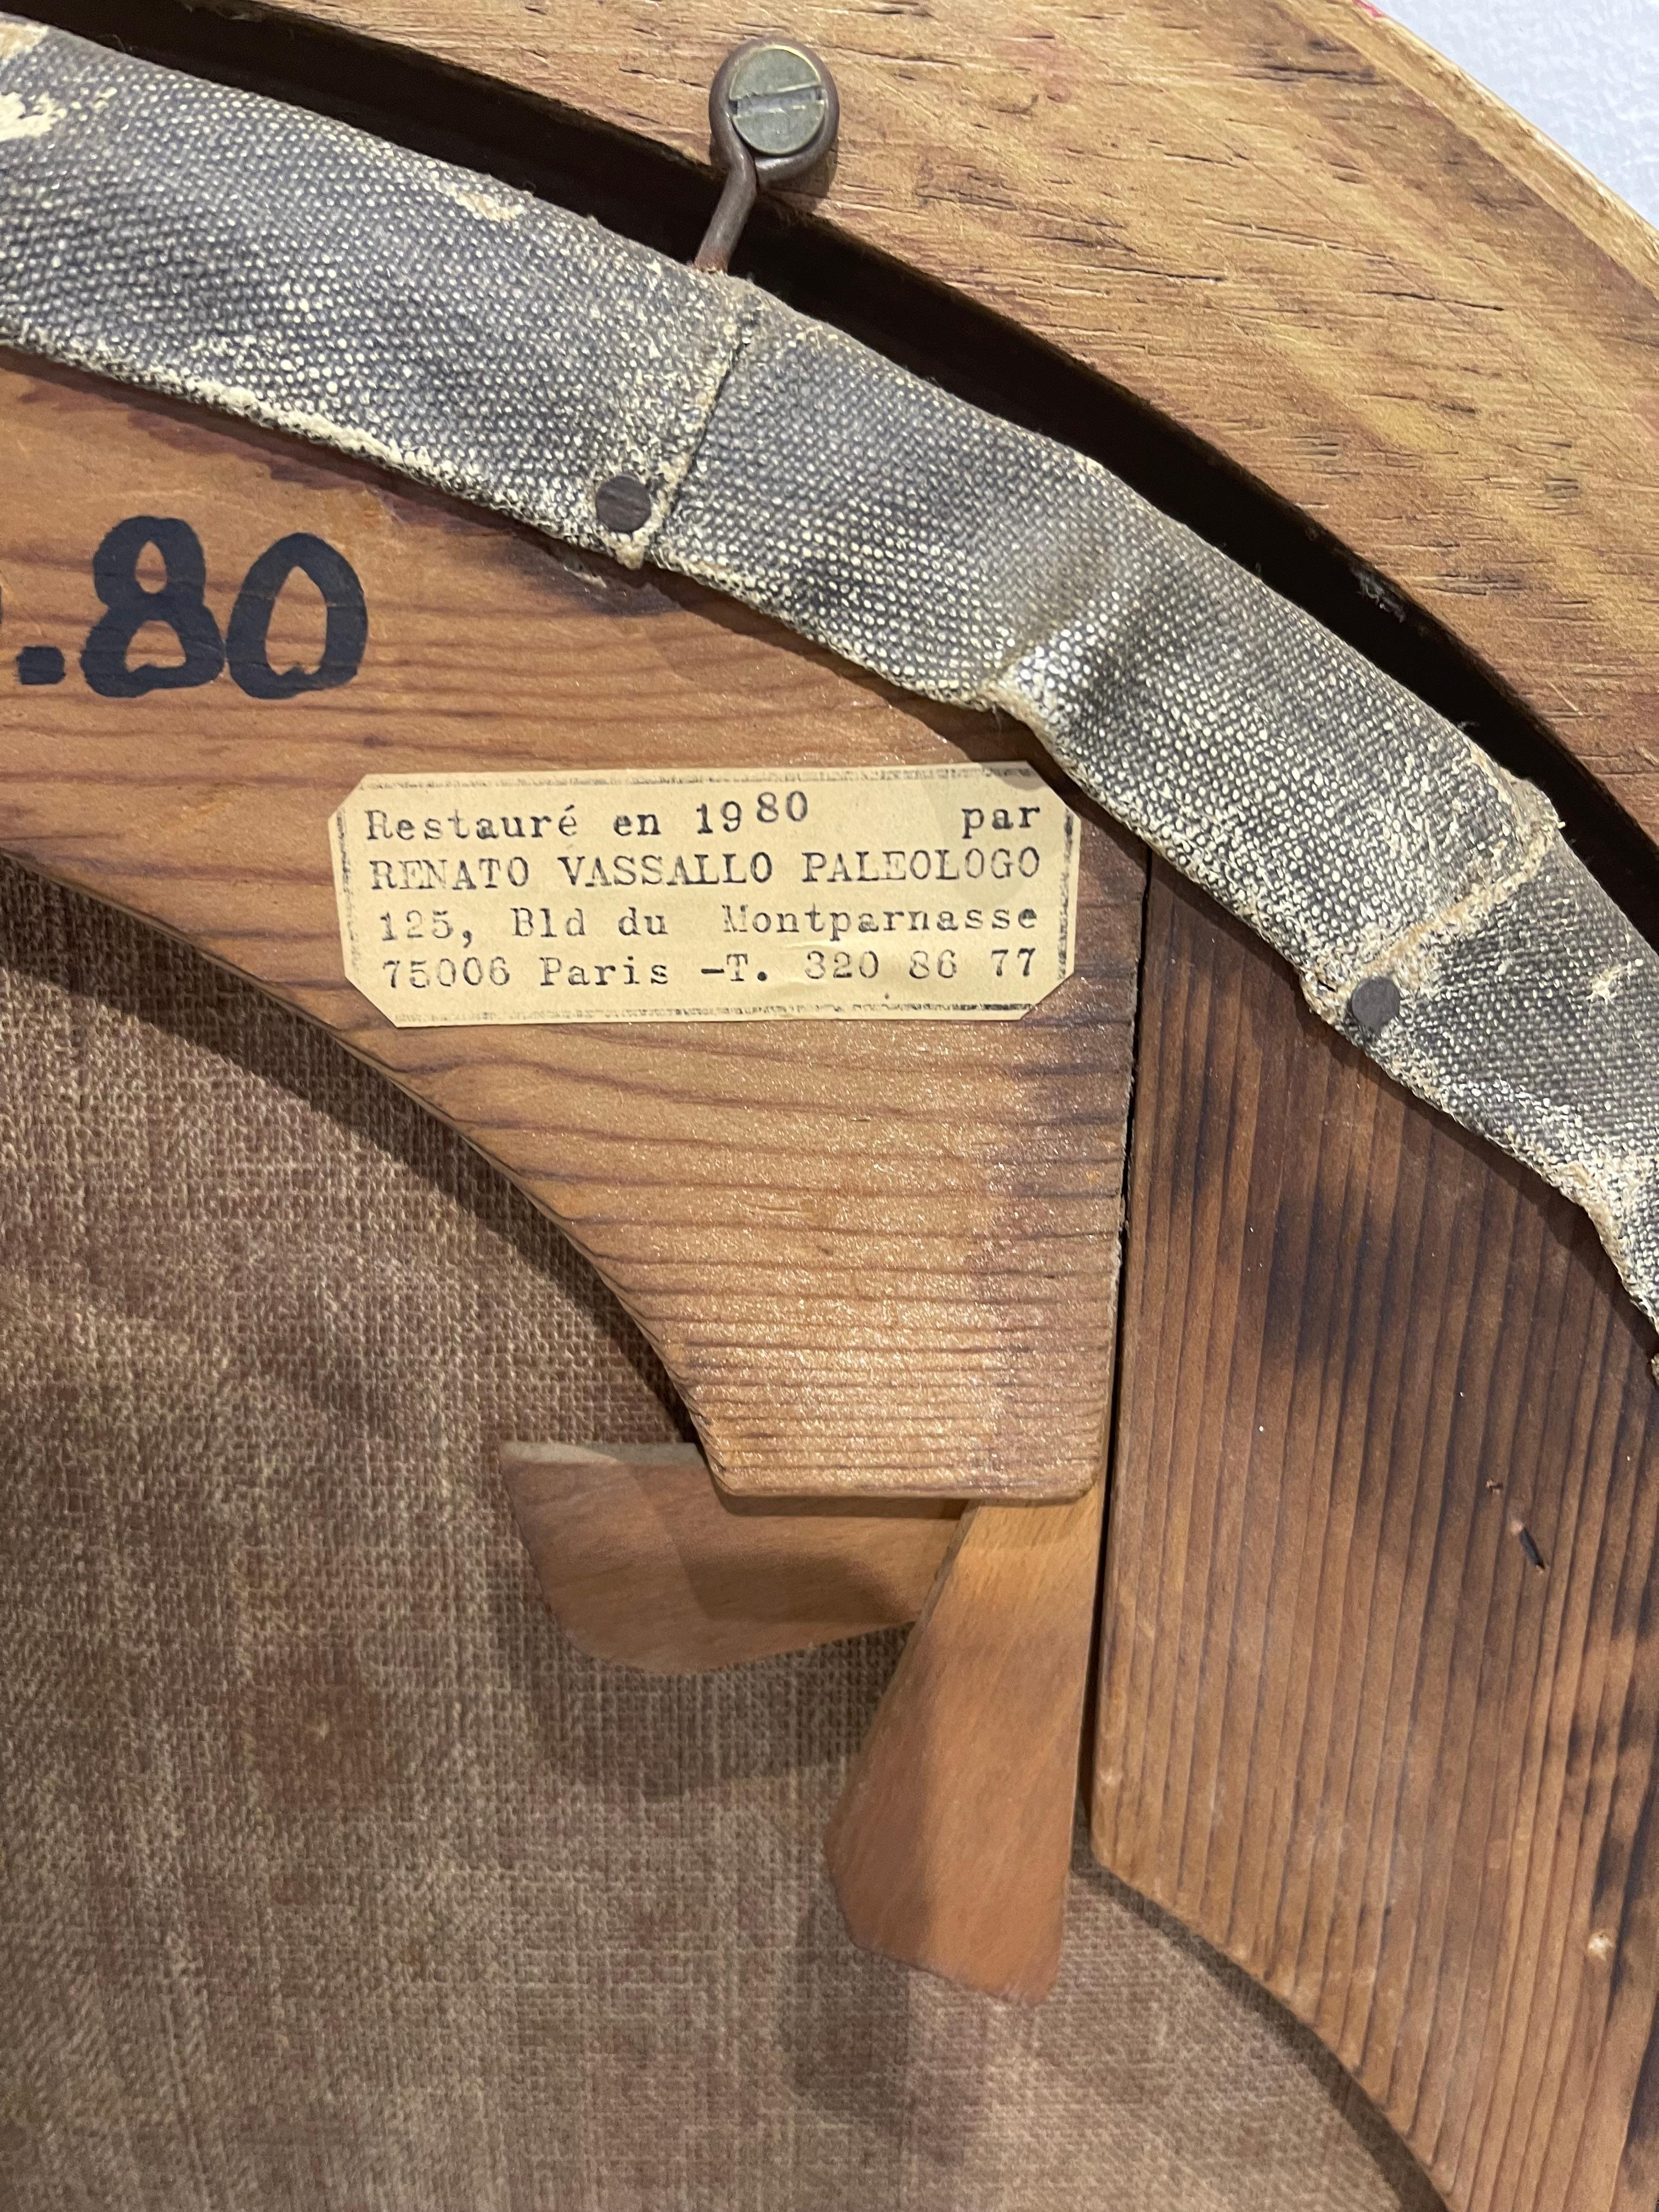 .80
Restauré en 1980 par
RENATO VASSALLO PALEOLOGO
125, Bld du Montparnasse
75006 Paris -T. 320 86 77